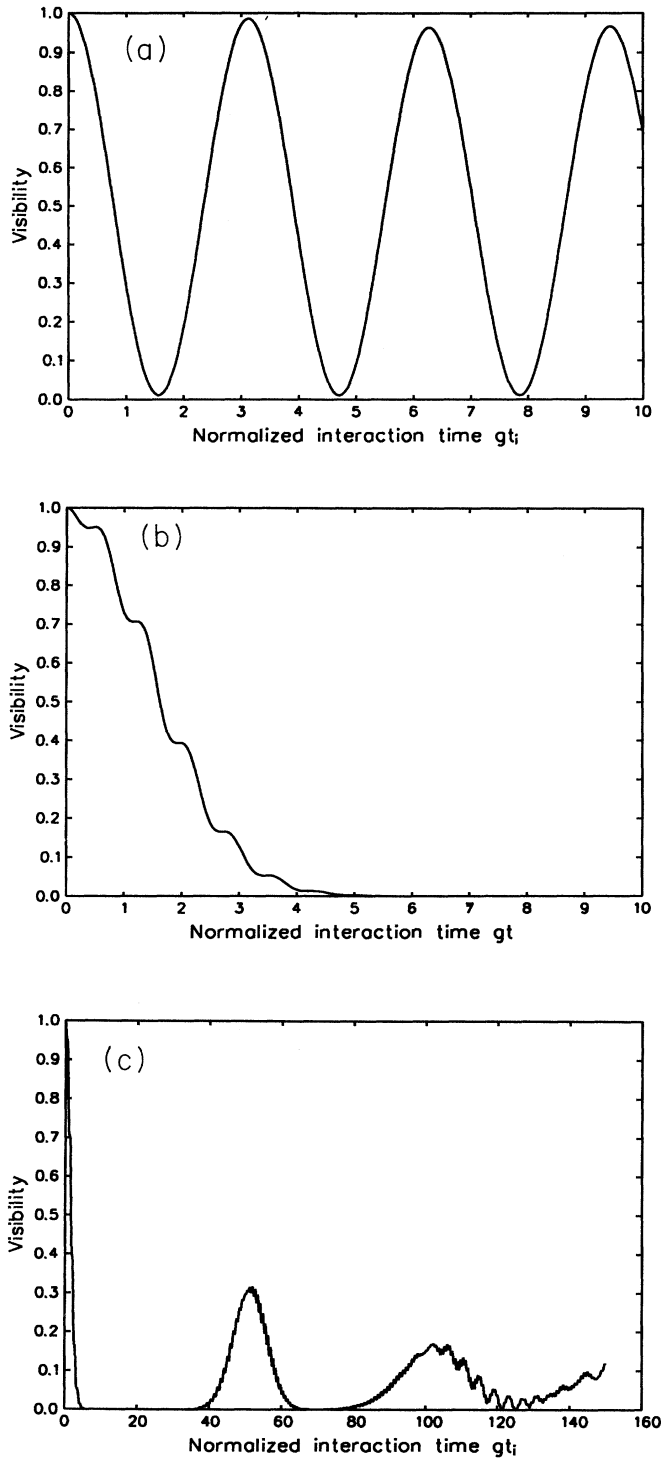 (a)
Visibility
1.0
0.9
0.8
0.7
0.6
0.5
0.4
0.3
0.2
0.1
0.0
0 1 2 3 4 5 6 7 8 9 10
Normalized interaction time gti
(b)
Visibility
1.0
0.9
0.8
0.7
0.6
0.5
0.4
0.3
0.2
0.1
0.0
0 1 2 3 4 5 6 7 8 9 10
Normalized interaction time gt
(c)
Visibility
1.0
0.9
0.8
0.7
0.6
0.5
0.4
0.3
0.2
0.1
0.0
0 20 40 60 80 100 120 140 160
Normalized interaction time gti